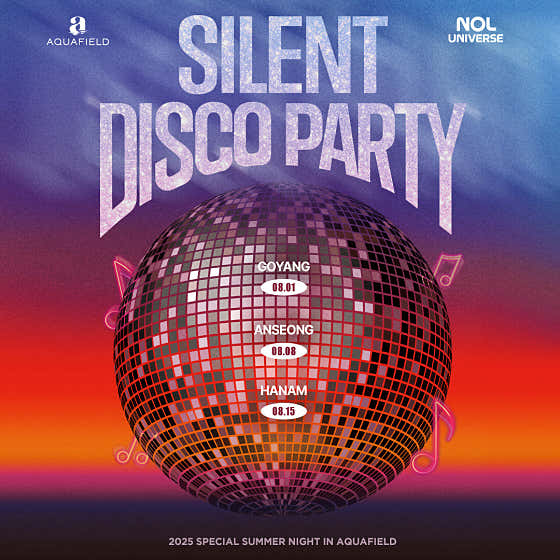 AQUAFIELD
NOL
UNIVERSE
SILENT
DISCO PARTY
GOYANG
08.01
ANSEONG
08.08
HANAM
08.15
2025 SPECIAL SUMMER NIGHT IN AQUAFIELD